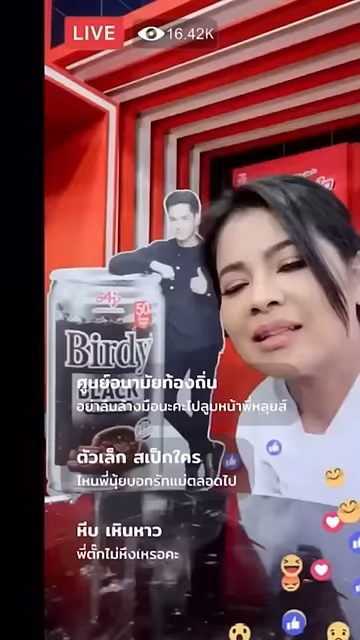 LIVE 16.42K
50
Birdy
BLACK
ศูนย์อนามัยท้องถิ่น
อย่าลืมล้างมือนะคะไปลูบหน้าพี่หลุยส์
ตัวเล็ก สเป็กใคร
ไหนพี่นุ้ยบอกรักแม่ตลอดไป
หึบ เหินหาว
พี่ติ๊กไม่หึงเหรอคะ